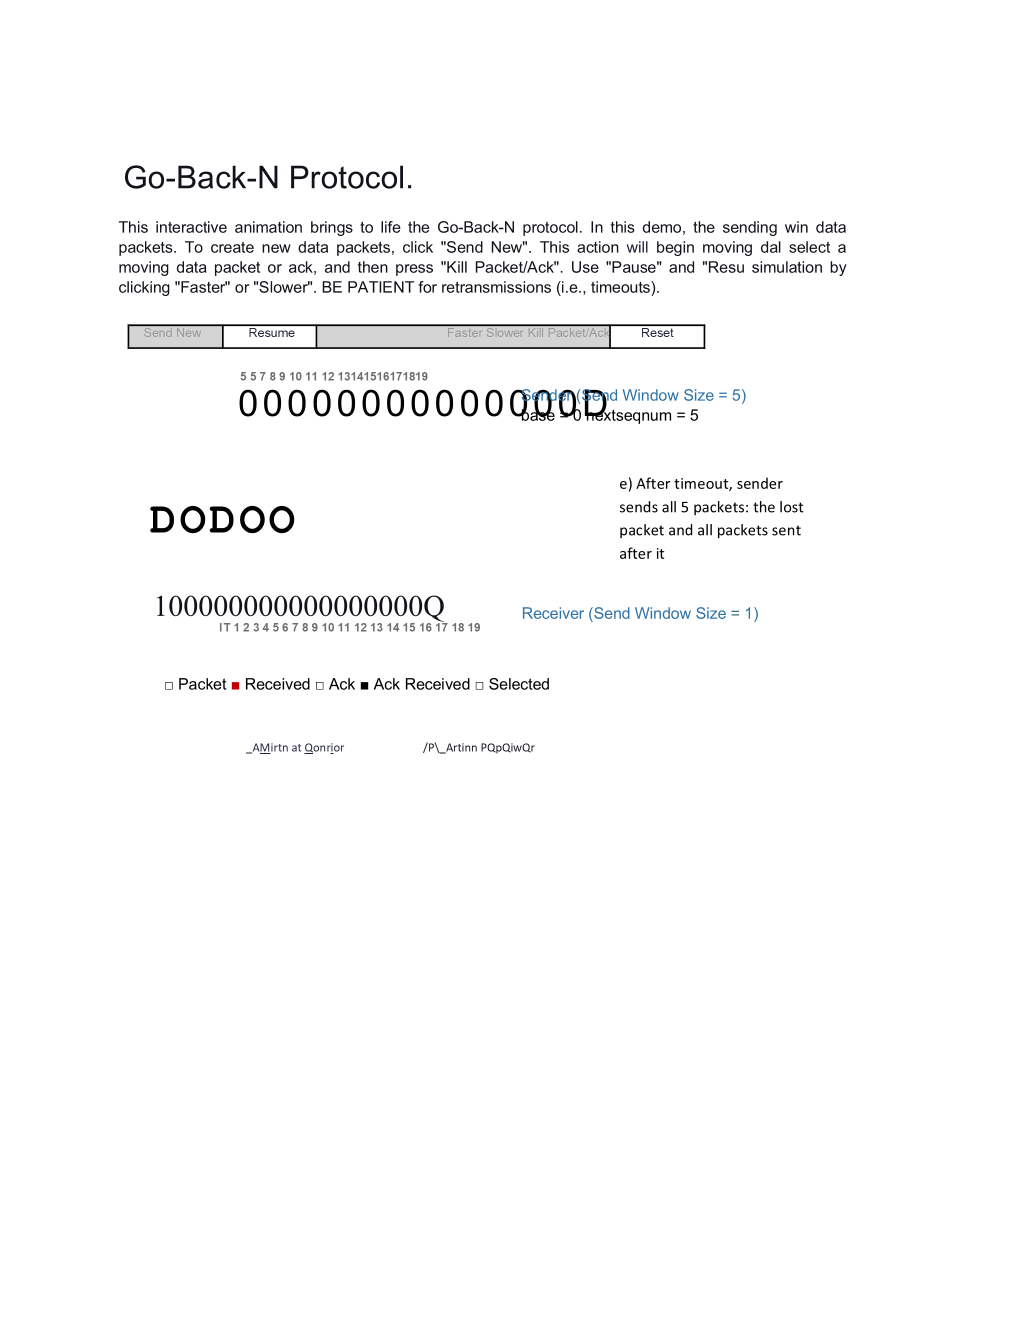 Go-Back-N Protocol.
This interactive animation brings to life the Go-Back-N protocol. In this demo, the sending win data
packets. To create new data packets, click "Send New". This action will begin moving dal select a
moving data packet or ack, and then press "Kill Packet/Ack". Use "Pause" and "Resu simulation by
clicking "Faster" or "Slower". BE PATIENT for retransmissions (i.e., timeouts).
Send New Resume Faster Slower Kill Packet/Ack Reset
5 5 7 8 9 10 11 12 13141516171819
00000000000000D
Sender (Send Window Size = 5)
base = 0 nextseqnum = 5
e) After timeout, sender
sends all 5 packets: the lost
packet and all packets sent
after it
DODOO
1000000000000000000Q
IT 1 2 3 4 5 6 7 8 9 10 11 12 13 14 15 16 17 18 19
Receiver (Send Window Size = 1)
□ Packet ■ Received □ Ack ■ Ack Received □ Selected
_AMirtn at Qonrior /P\_Artinn PQpQiwQr